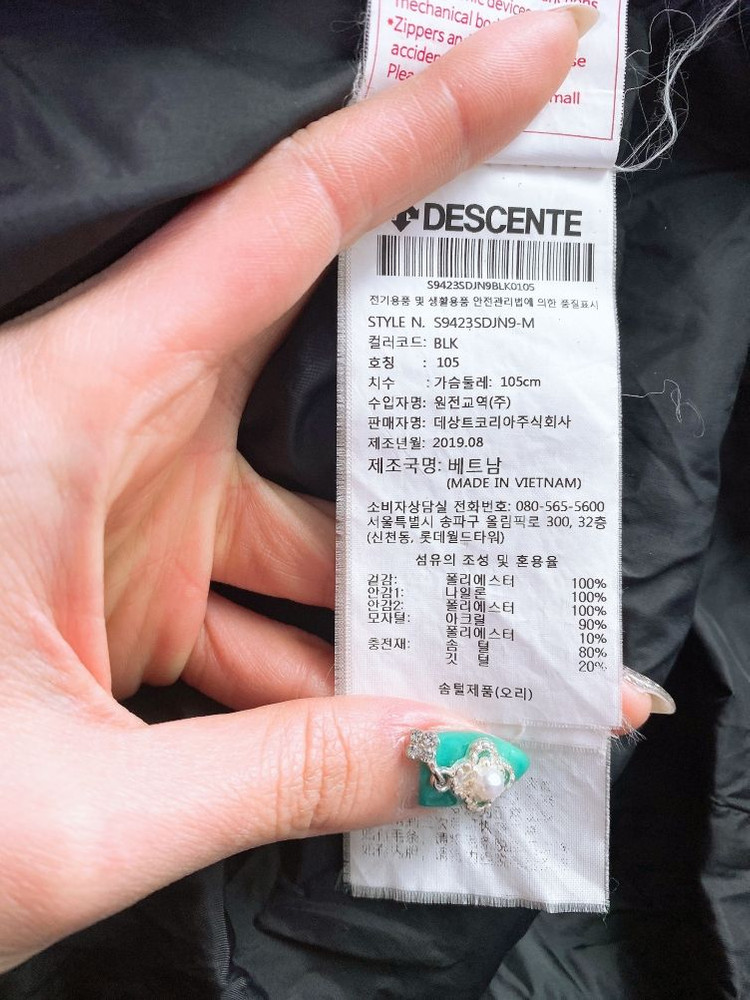 mechanical
*Zippers
Plea
mall
DESCENTE
S9423SDJN9BLK0105
전기용품 및 생활용품 안전관리법에 의한 품질표시
STYLE N. S9423SDJN9-M
컬러코드: BLK
호칭 : 105
치수 : 가슴둘레: 105cm
수입자명: 원전교역(주)
판매자명: 데상트코리아주식회사
제조년월: 2019.08
제조국명: 베트남
(MADE IN VIETNAM)
소비자상담실 전화번호: 080-565-5600
서울특별시 송파구 올림픽로 300, 32층
(신천동, 롯데월드타워)
섬유의 조성 및 혼용율
겉감: 폴리에스터 100%
안감1: 나일론 100%
안감2: 폴리에스터 100%
모자털: 아크릴 90%
폴리에스터 10%
충전재: 솜 털 80%
깃 털 20%
솜털제품(오리)